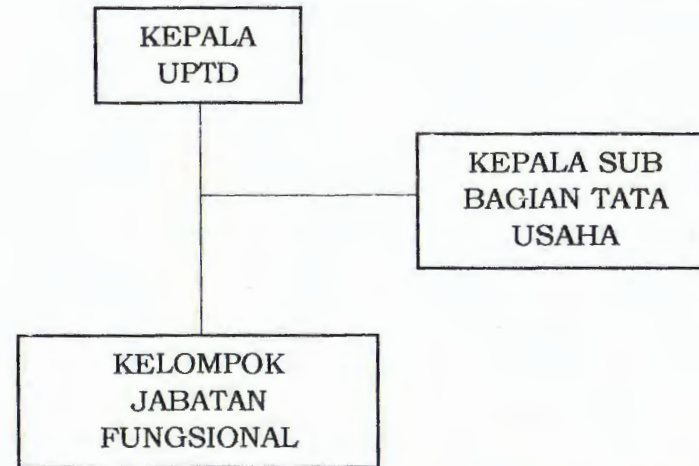 KEPALA
UPTD
KEPALA SUB
BAGIAN TATA
USAHA
KELOMPOK
JABATAN
FUNGSIONAL